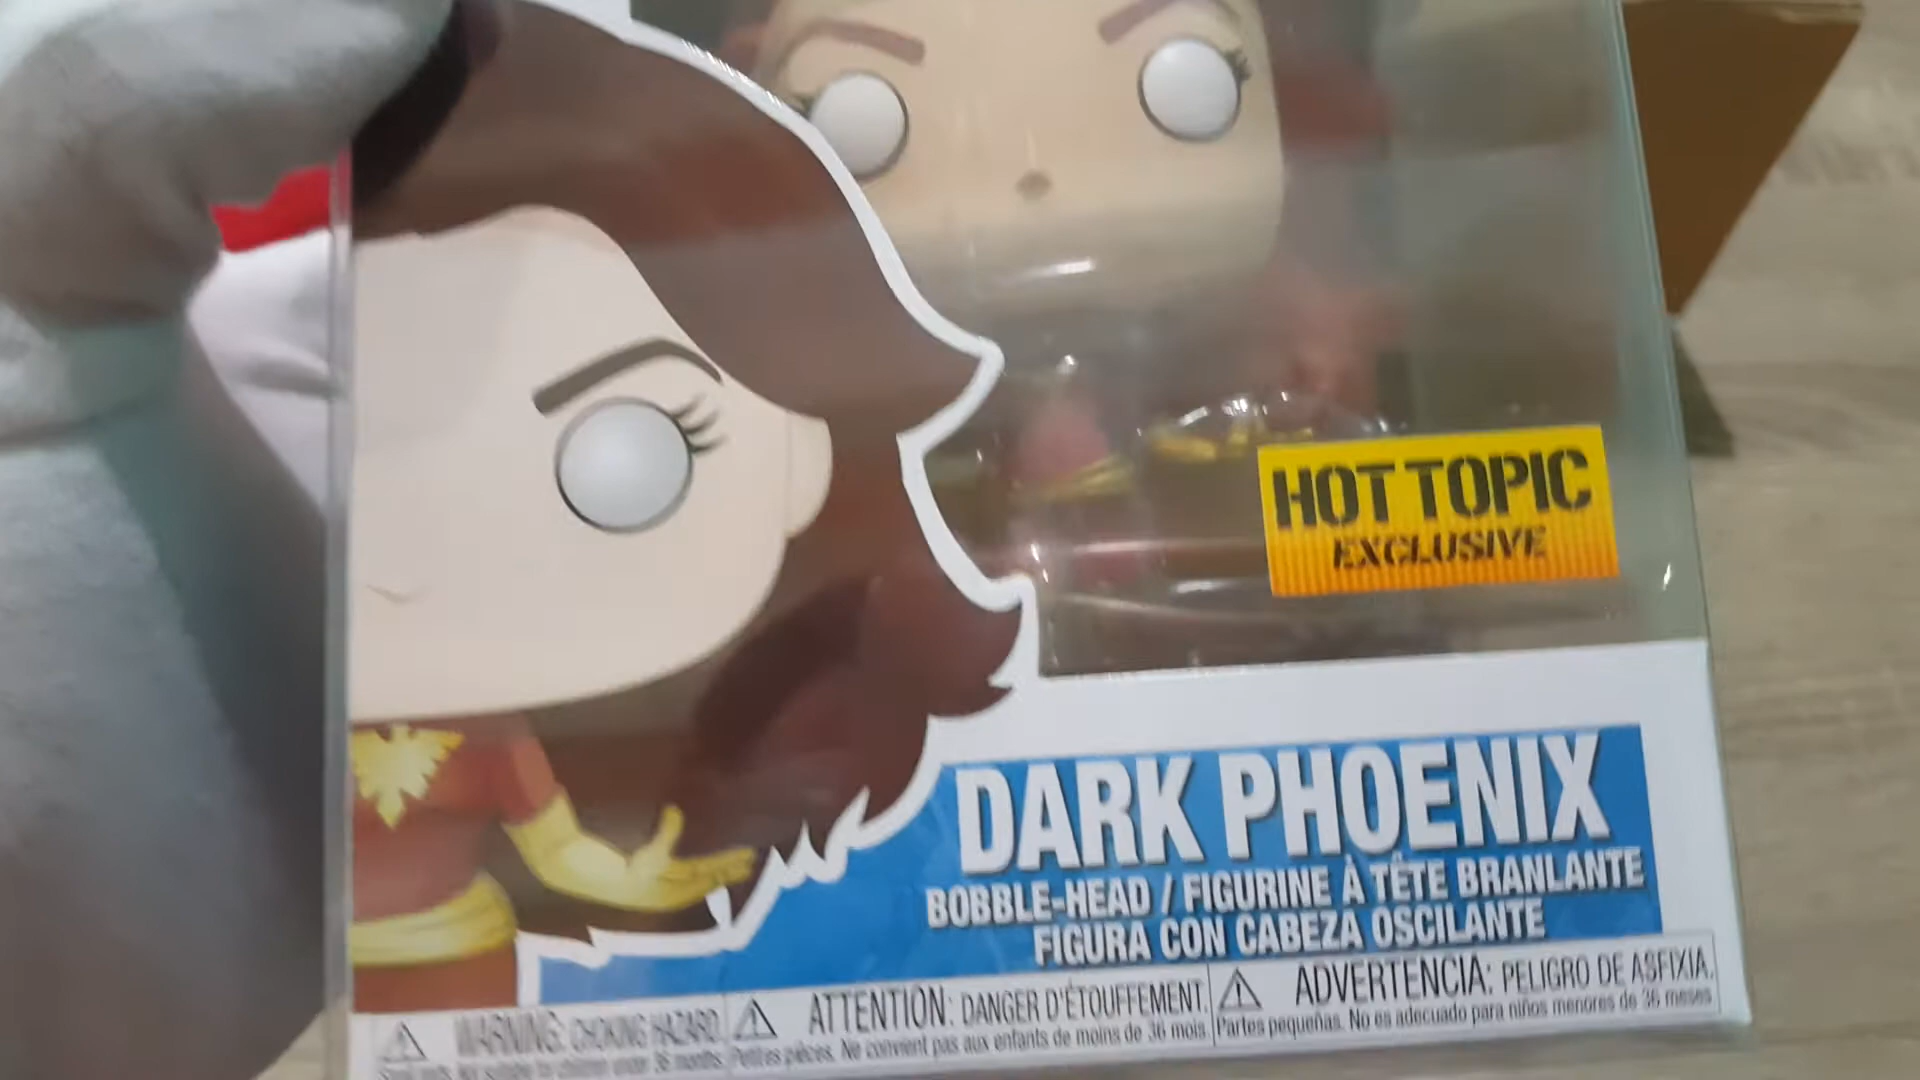 HOT TOPIC
EXCLUSIVE
DARK PHOENIX
BOBBLE-HEAD / FIGURINE À TÊTE BRANLANTE
FIGURA CON CABEZA OSCILANTE
WARNING: CHOKING HAZARD.
ATTENTION: DANGER D'ÉTOUFFEMENT.
Petites pièces. Ne convient pas aux enfants de moins de 36 mois.
ADVERTENCIA: PELIGRO DE ASFIXIA.
Partes pequeñas. No es adecuado para niños menores de 36 meses